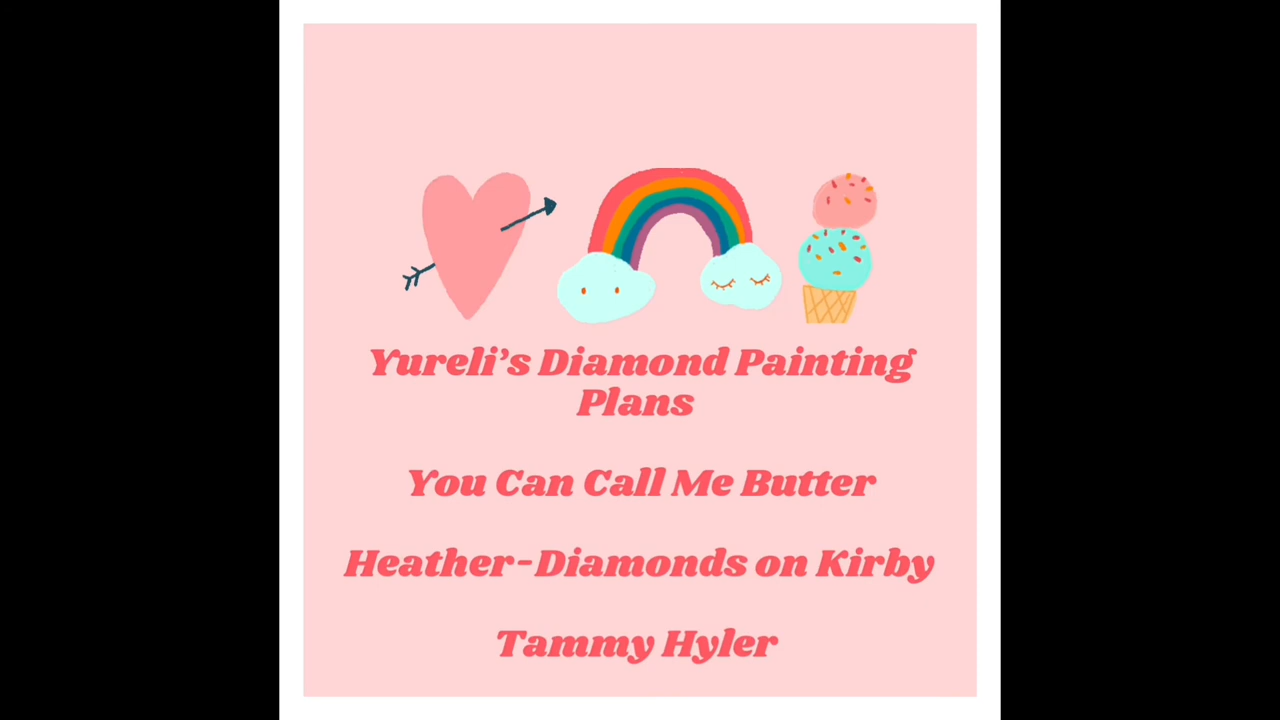 Yureli’s Diamond Painting
Plans
You Can Call Me Butter
Heather-Diamonds on Kirby
Tammy Hyler